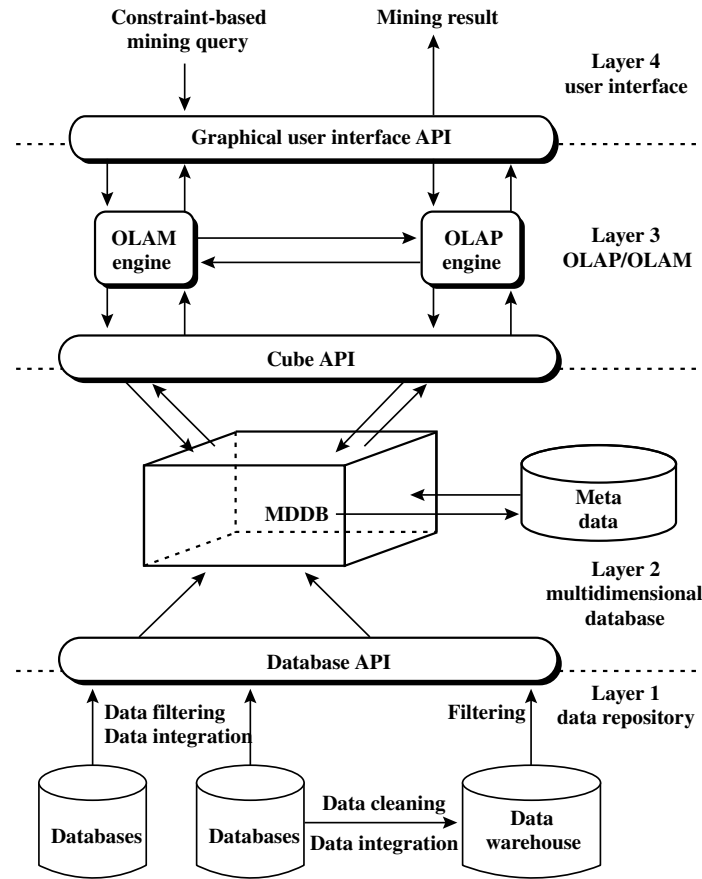 Constraint-based
mining query
Mining result
Layer 4
user interface
Graphical user interface API
OLAM
engine
OLAP
engine
Layer 3
OLAP/OLAM
Cube API
MDDB
Meta
data
Layer 2
multidimensional
database
Database API
Layer 1
data repository
Data filtering
Data integration
Filtering
Databases
Databases
Data cleaning
Data integration
Data
warehouse